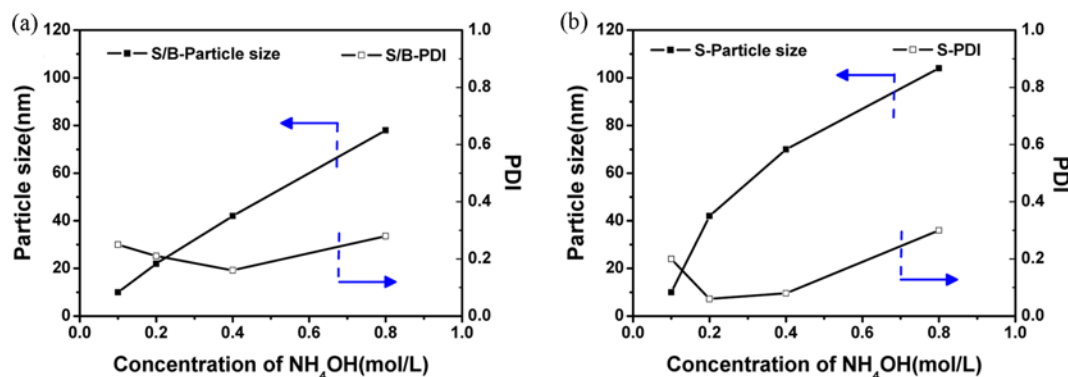 (a)
S/B-Particle size
S/B-PDI
Particle size(nm)
120
100
80
60
40
20
0
1.0
0.8
0.6
0.4
0.2
0.0
PDI
0.0 0.2 0.4 0.6 0.8 1.0
Concentration of NH4OH(mol/L)
(b)
S-Particle size
S-PDI
Particle size(nm)
120
100
80
60
40
20
0
1.0
0.8
0.6
0.4
0.2
0.0
PDI
0.0 0.2 0.4 0.6 0.8 1.0
Concentration of NH4OH(mol/L)